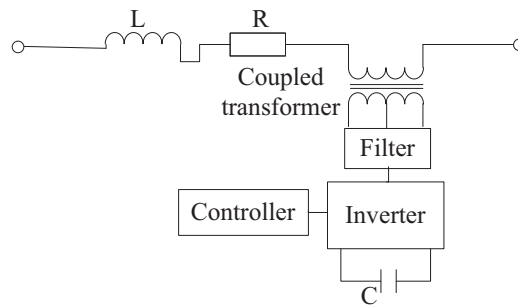 L
R
Coupled
transformer
Filter
Controller
Inverter
C